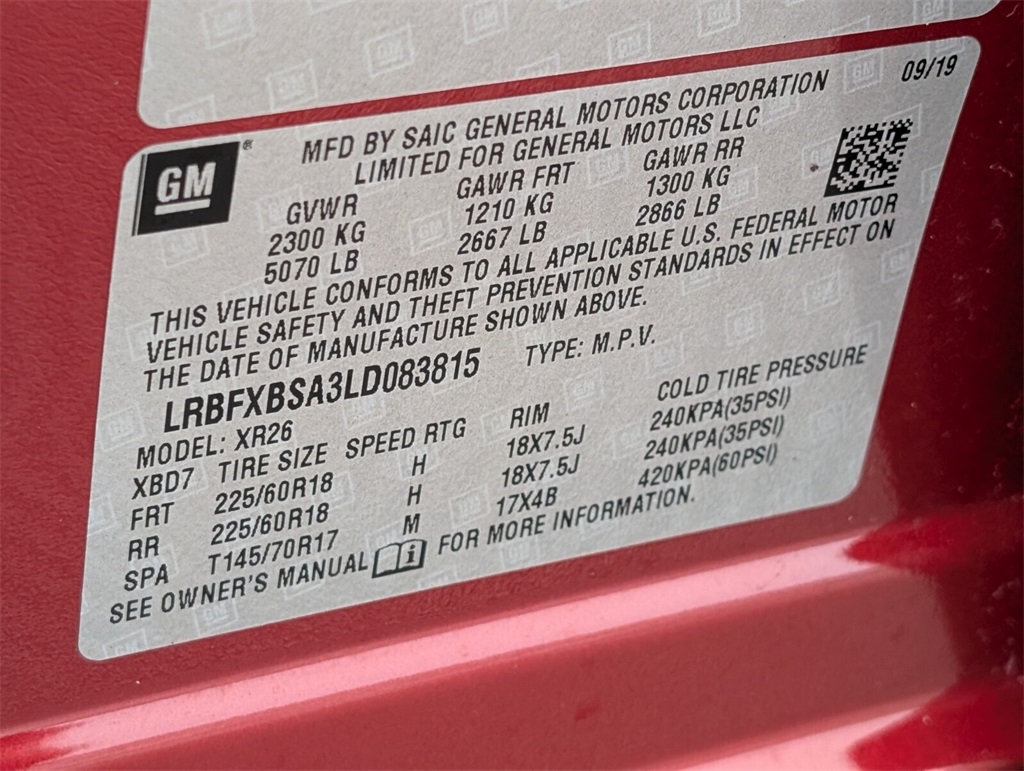 09/19
GM ®
MFD BY SAIC GENERAL MOTORS CORPORATION
LIMITED FOR GENERAL MOTORS LLC
GVWR GAWR FRT GAWR RR
2300 KG 1210 KG 1300 KG
5070 LB 2667 LB 2866 LB
THIS VEHICLE CONFORMS TO ALL APPLICABLE U.S. FEDERAL MOTOR
VEHICLE SAFETY AND THEFT PREVENTION STANDARDS IN EFFECT ON
THE DATE OF MANUFACTURE SHOWN ABOVE.
LRBFXBSA3LD083815 TYPE: M.P.V.
MODEL: XR26
XBD7 TIRE SIZE SPEED RTG RIM COLD TIRE PRESSURE
FRT 225/60R18 H 18X7.5J 240KPA(35PSI)
RR 225/60R18 H 18X7.5J 240KPA(35PSI)
SPA T145/70R17 M 17X4B 420KPA(60PSI)
SEE OWNER'S MANUAL i FOR MORE INFORMATION.